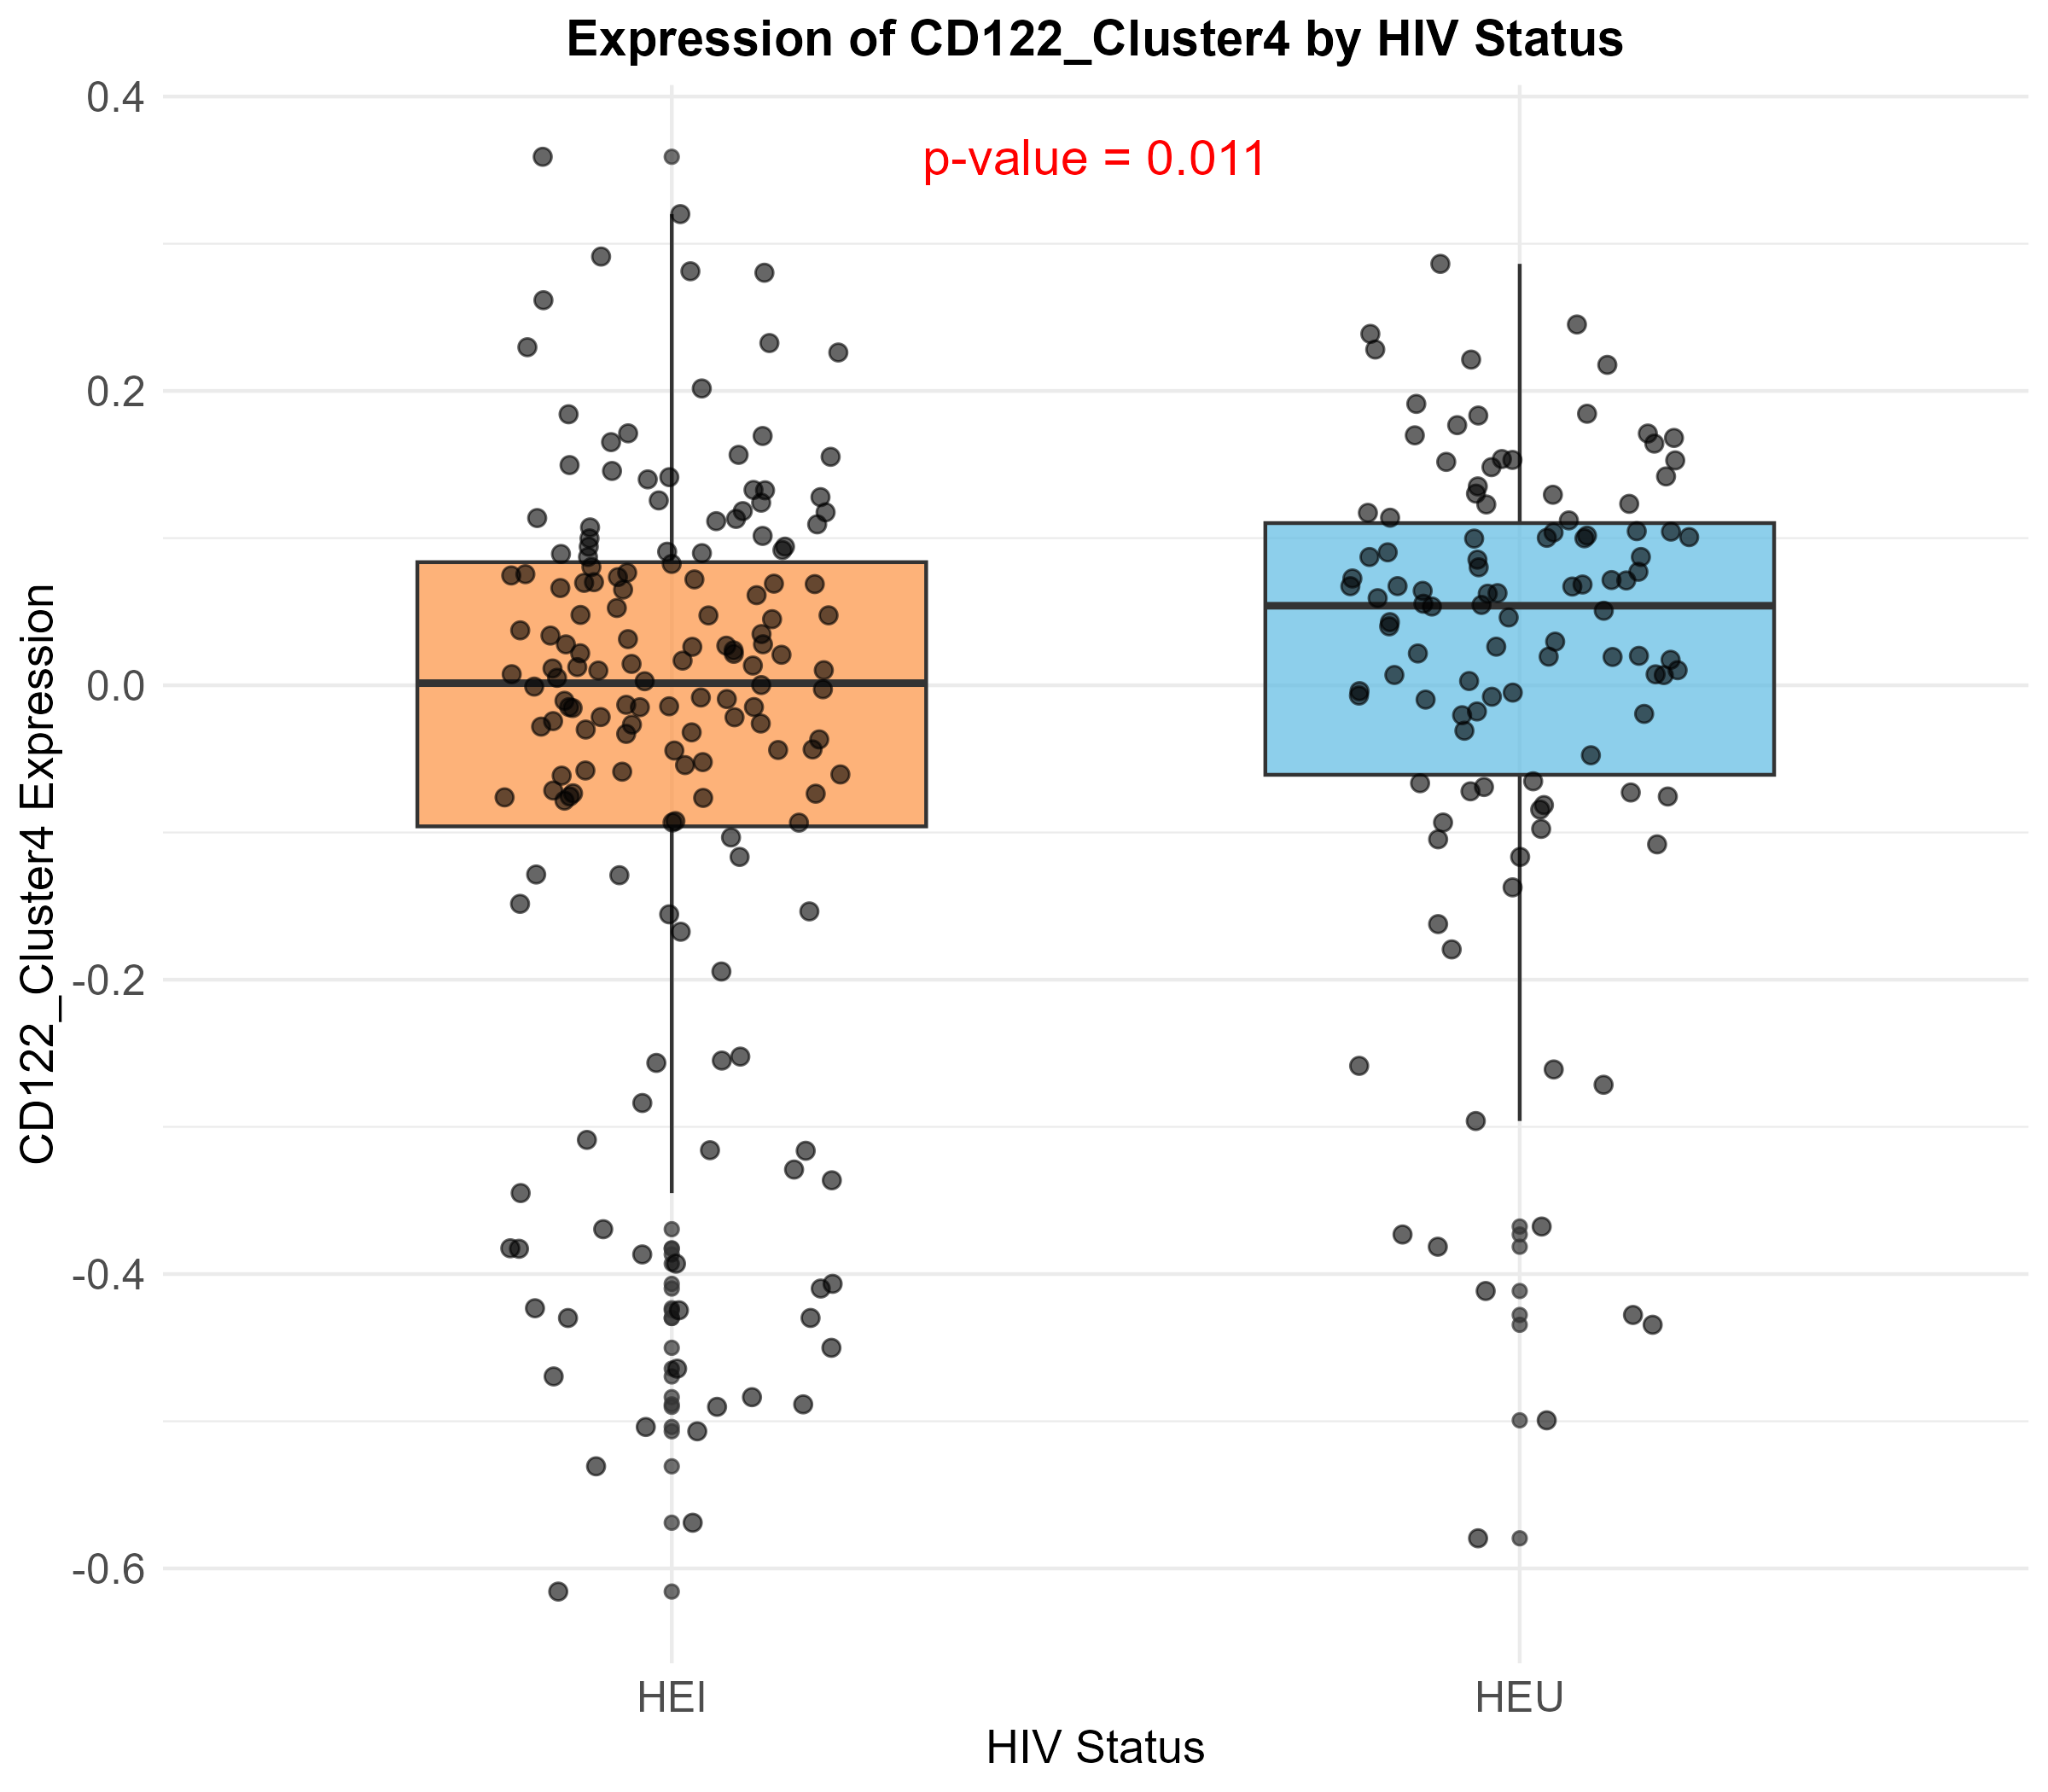 Expression of CD122_Cluster4 by HIV Status
0.4
p-value = 0.011
0.2
0.0
-0.2
-0.4
-0.6
CD122_Cluster4 Expression
HEI
HEU
HIV Status